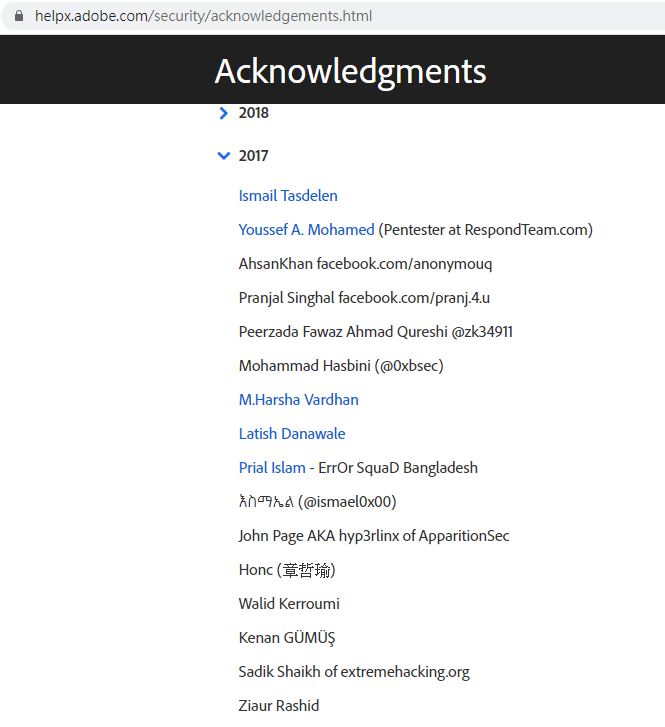 helpx.adobe.com/security/acknowledgements.html
Acknowledgments
2018
2017
Ismail Tasdelen
Youssef A. Mohamed (Pentester at RespondTeam.com)
AhsanKhan facebook.com/anonymouq
Pranjal Singhal facebook.com/pranj.4.u
Peerzada Fawaz Ahmad Qureshi @zk34911
Mohammad Hasbini (@0xbsec)
M.Harsha Vardhan
Latish Danawale
Prial Islam - ErrOr SquaD Bangladesh
እስማኤል (@ismael0x00)
John Page AKA hyp3rlinx of ApparitionSec
Honc (章哲瑜)
Walid Kerroumi
Kenan GÜMÜŞ
Sadik Shaikh of extremehacking.org
Ziaur Rashid